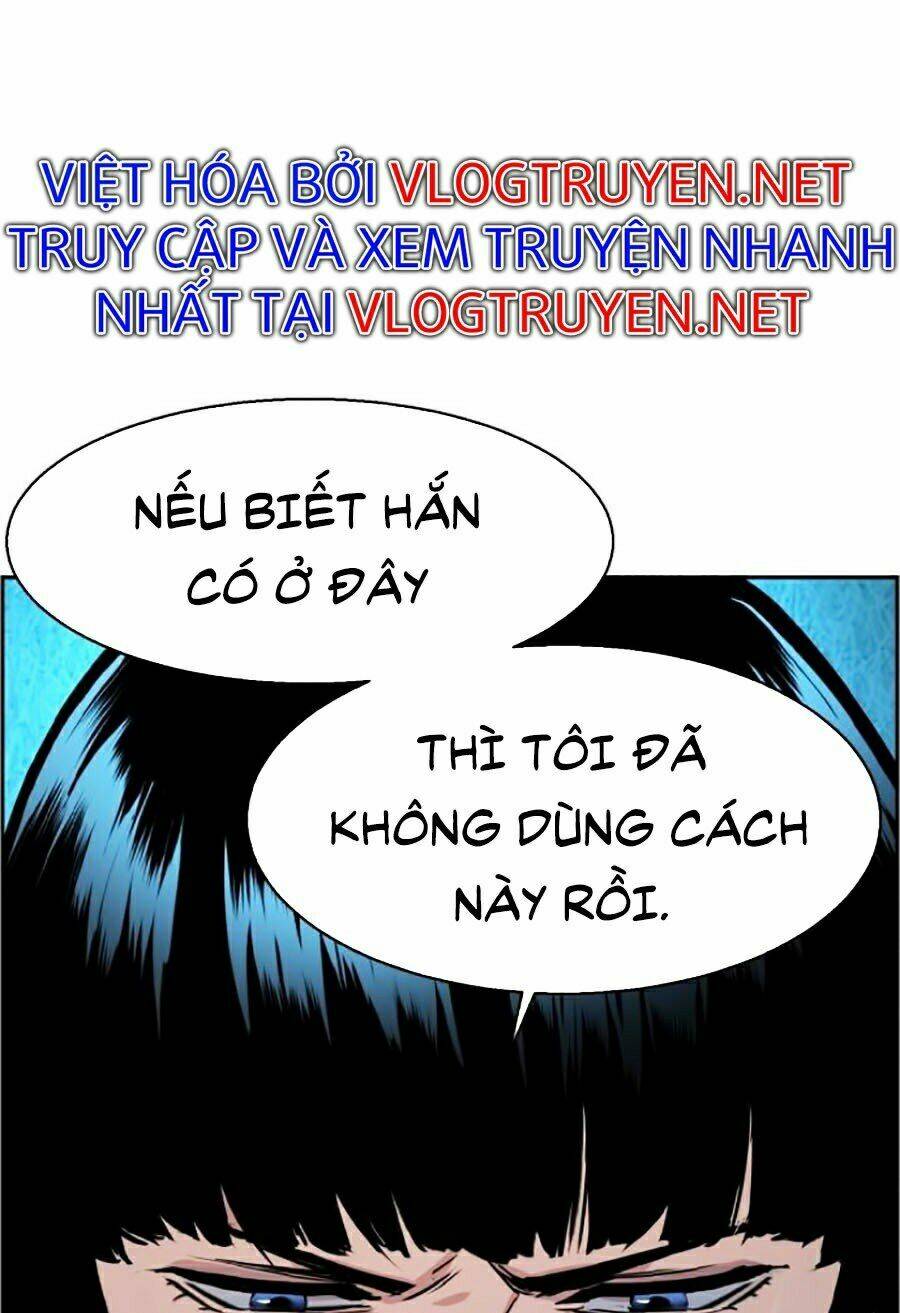 VIỆT HÓA BỞI VLOGTRUYEN.NET
TRUY CẬP VÀ XEM TRUYỆN NHANH
NHẤT TẠI VLOGTRUYEN.NET
NẾU BIẾT HẮN
CÓ Ở ĐÂY
THÌ TÔI ĐÃ
KHÔNG DÙNG CÁCH
NÀY RỒI.